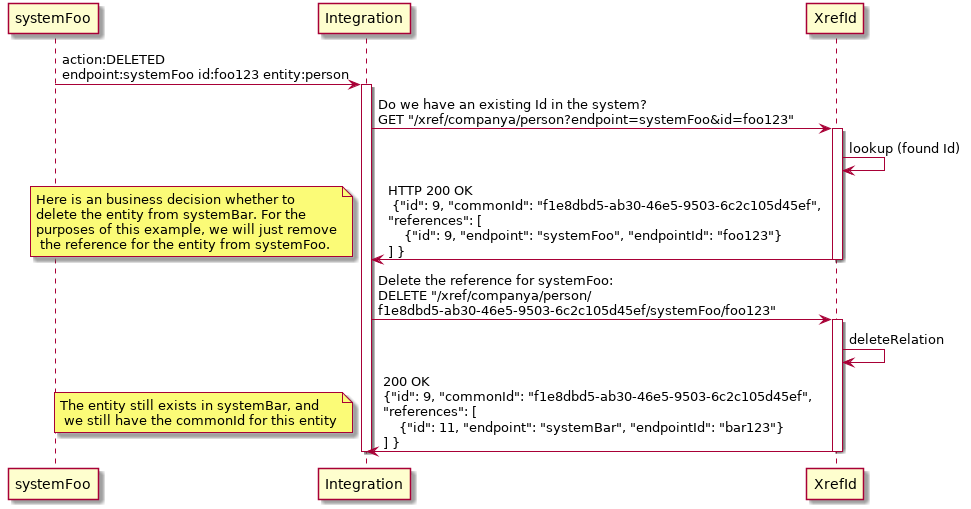 systemFoo
Integration
XrefId
action:DELETED
endpoint:systemFoo id:foo123 entity:person
Do we have an existing Id in the system?
GET "/xref/companya/person?endpoint=systemFoo&id=foo123"
lookup (found Id)
Here is an business decision whether to
delete the entity from systemBar. For the
purposes of this example, we will just remove
the reference for the entity from systemFoo.
HTTP 200 OK
{"id": 9, "commonId": "f1e8dbd5-ab30-46e5-9503-6c2c105d45ef",
"references": [
{"id": 9, "endpoint": "systemFoo", "endpointId": "foo123"}
] }
Delete the reference for systemFoo:
DELETE "/xref/companya/person/
f1e8dbd5-ab30-46e5-9503-6c2c105d45ef/systemFoo/foo123"
deleteRelation
The entity still exists in systemBar, and
we still have the commonId for this entity
200 OK
{"id": 9, "commonId": "f1e8dbd5-ab30-46e5-9503-6c2c105d45ef",
"references": [
{"id": 11, "endpoint": "systemBar", "endpointId": "bar123"}
] }
systemFoo
Integration
XrefId